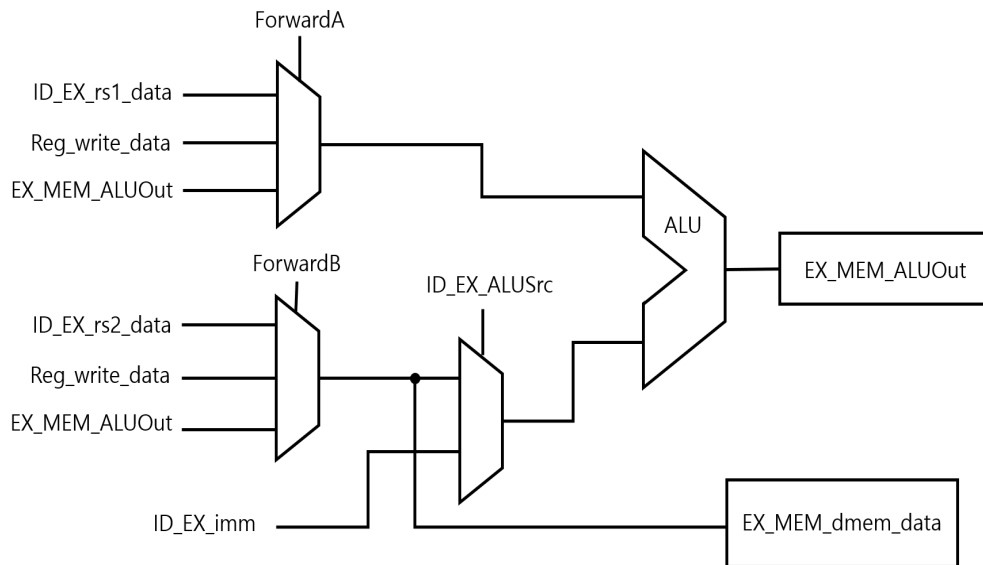 ForwardA
ID_EX_rs1_data
Reg_write_data
EX_MEM_ALUOut
ALU
ForwardB
ID_EX_ALUSrc
EX_MEM_ALUOut
ID_EX_rs2_data
Reg_write_data
EX_MEM_ALUOut
ID_EX_imm
EX_MEM_dmem_data